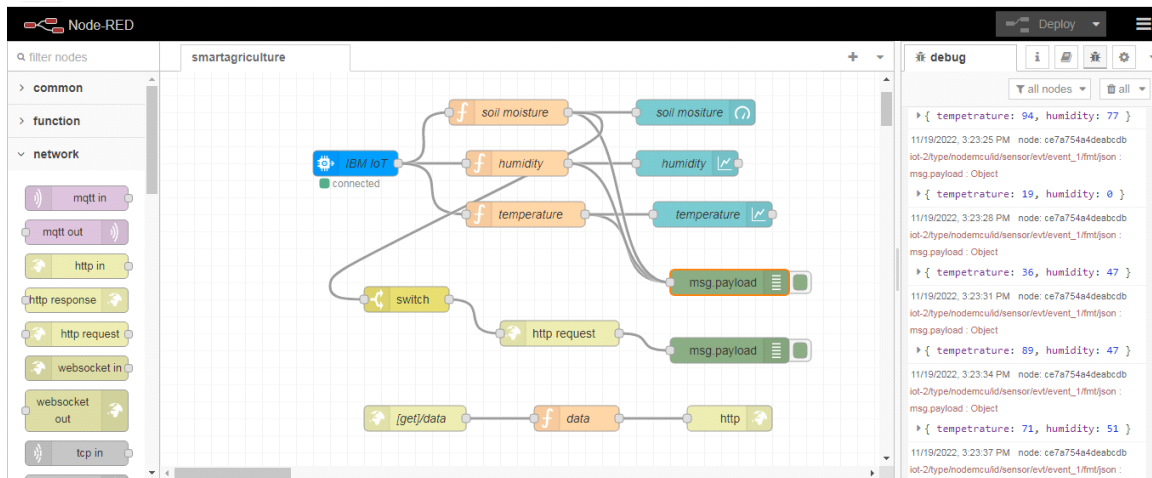 Node-RED
Deploy
filter nodes
smartagriculture
debug
common
function
network
mqtt in
mqtt out
http in
http response
http request
websocket in
websocket
out
tcp in
soil moisture
soil mositure
IBM IoT
connected
humidity
humidity
temperature
temperature
msg.payload
switch
http request
msg.payload
[get]/data
data
http
i
all nodes
all
{ tempetrature: 94, humidity: 77 }
11/19/2022, 3:23:25 PM node: ce7a754a4deabcdb
iot-2/type/nodemcu/id/sensor/evt/event_1/fmt/json :
msg.payload : Object
{ tempetrature: 19, humidity: 0 }
11/19/2022, 3:23:28 PM node: ce7a754a4deabcdb
iot-2/type/nodemcu/id/sensor/evt/event_1/fmt/json :
msg.payload : Object
{ tempetrature: 36, humidity: 47 }
11/19/2022, 3:23:31 PM node: ce7a754a4deabcdb
iot-2/type/nodemcu/id/sensor/evt/event_1/fmt/json :
msg.payload : Object
{ tempetrature: 89, humidity: 47 }
11/19/2022, 3:23:34 PM node: ce7a754a4deabcdb
iot-2/type/nodemcu/id/sensor/evt/event_1/fmt/json :
msg.payload : Object
{ tempetrature: 71, humidity: 51 }
11/19/2022, 3:23:37 PM node: ce7a754a4deabcdb
iot-2/type/nodemcu/id/sensor/evt/event_1/fmt/json :